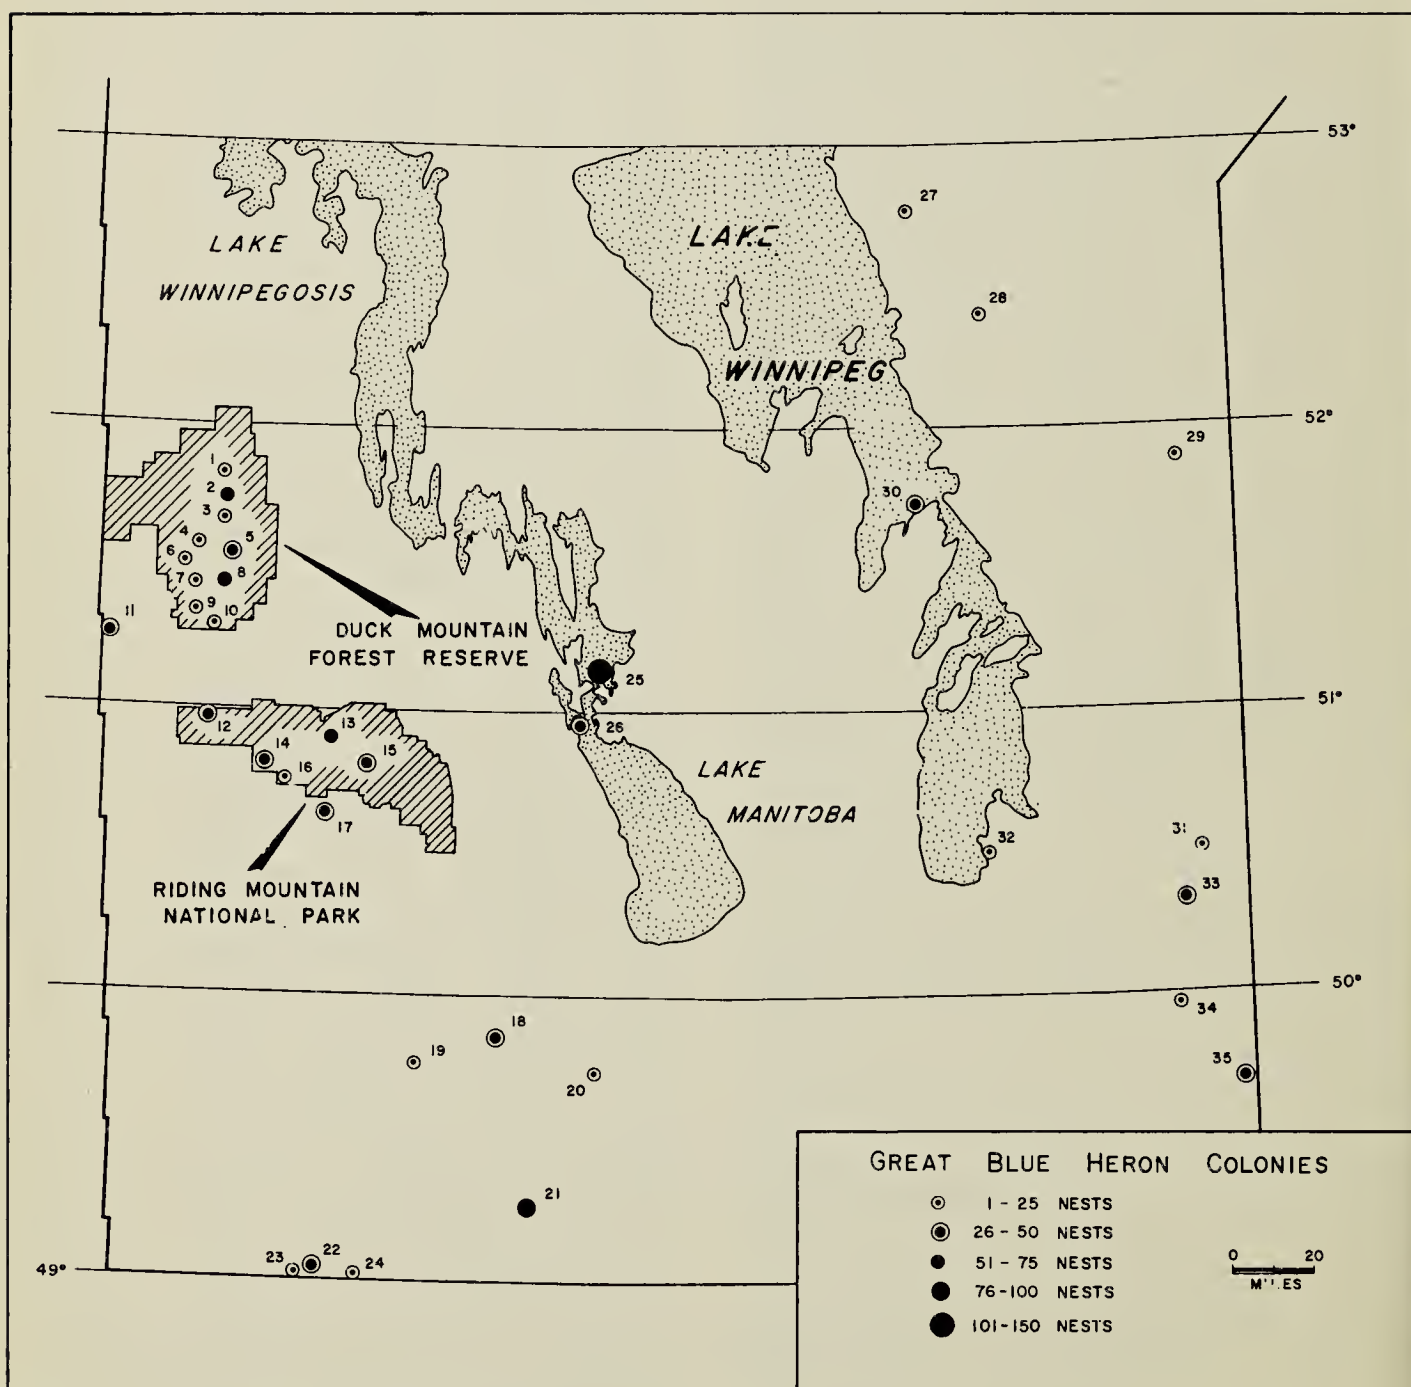 53°
27
LAKE
WINNIPEGOSIS
LAKE
28
WINNIPEG
52°
29
1
2
30
3
4
5
6
7
8
9
10
11
DUCK MOUNTAIN
FOREST RESERVE
25
51°
12
13
26
14
15
16
LAKE
MANITOBA
17
31
32
33
RIDING MOUNTAIN
NATIONAL PARK
50°
34
18
19
20
35
21
GREAT BLUE HERON COLONIES
1 - 25 NESTS
26 - 50 NESTS
51 - 75 NESTS
76-100 NESTS
101-150 NESTS
0 20
MILES
22
23
24
49°